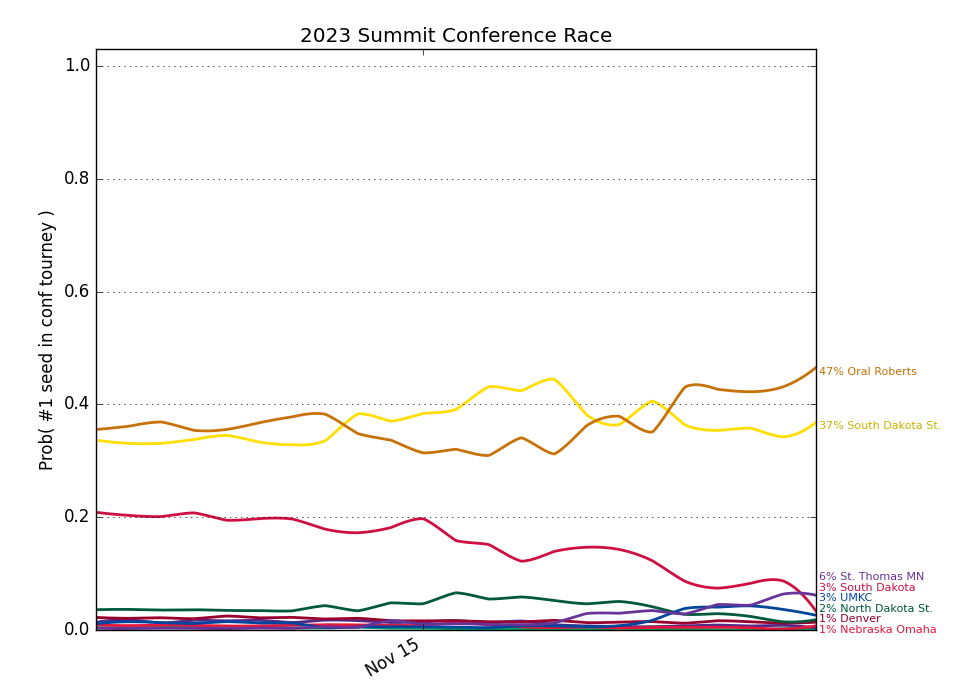 2023 Summit Conference Race
Prob( #1 seed in conf tourney )
1.0
0.8
0.6
0.4
0.2
0.0
Nov 15
47% Oral Roberts
37% South Dakota St.
6% St. Thomas MN
3% South Dakota
3% UMKC
2% North Dakota St.
1% Denver
1% Nebraska Omaha